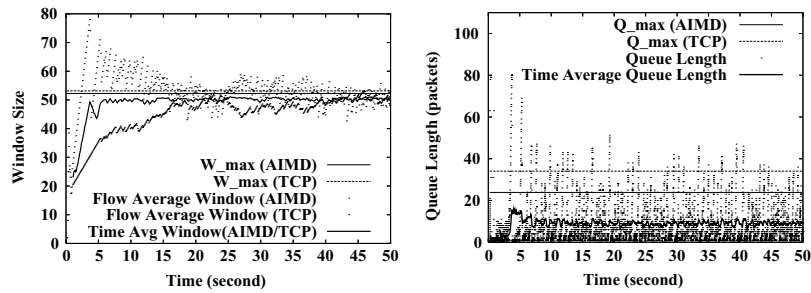 80
70
60
50
40
30
20
10
0
Window Size
W_max (AIMD)
W_max (TCP)
Flow Average Window (AIMD)
Flow Average Window (TCP)
Time Avg Window(AIMD/TCP)
0 5 10 15 20 25 30 35 40 45 50
Time (second)
100
80
60
40
20
0
Queue Length (packets)
Q_max (AIMD)
Q_max (TCP)
Queue Length
Time Average Queue Length
0 5 10 15 20 25 30 35 40 45 50
Time (second)